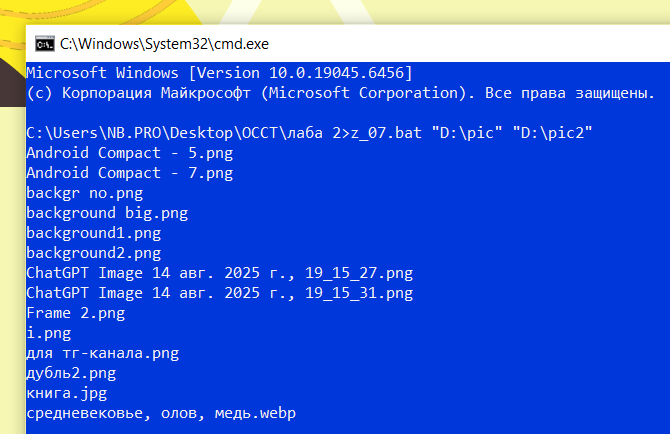 C:\Windows\System32\cmd.exe
Microsoft Windows [Version 10.0.19045.6456]
(c) Корпорация Майкрософт (Microsoft Corporation). Все права защищены.
C:\Users\NB.PRO\Desktop\ОССТ\лаба 2>z_07.bat "D:\pic" "D:\pic2"
Android Compact - 5.png
Android Compact - 7.png
backgr no.png
background big.png
background1.png
background2.png
ChatGPT Image 14 авг. 2025 г., 19_15_27.png
ChatGPT Image 14 авг. 2025 г., 19_15_31.png
Frame 2.png
i.png
для тг-канала.png
дубль2.png
книга.jpg
средневековье, олов, медь.webp